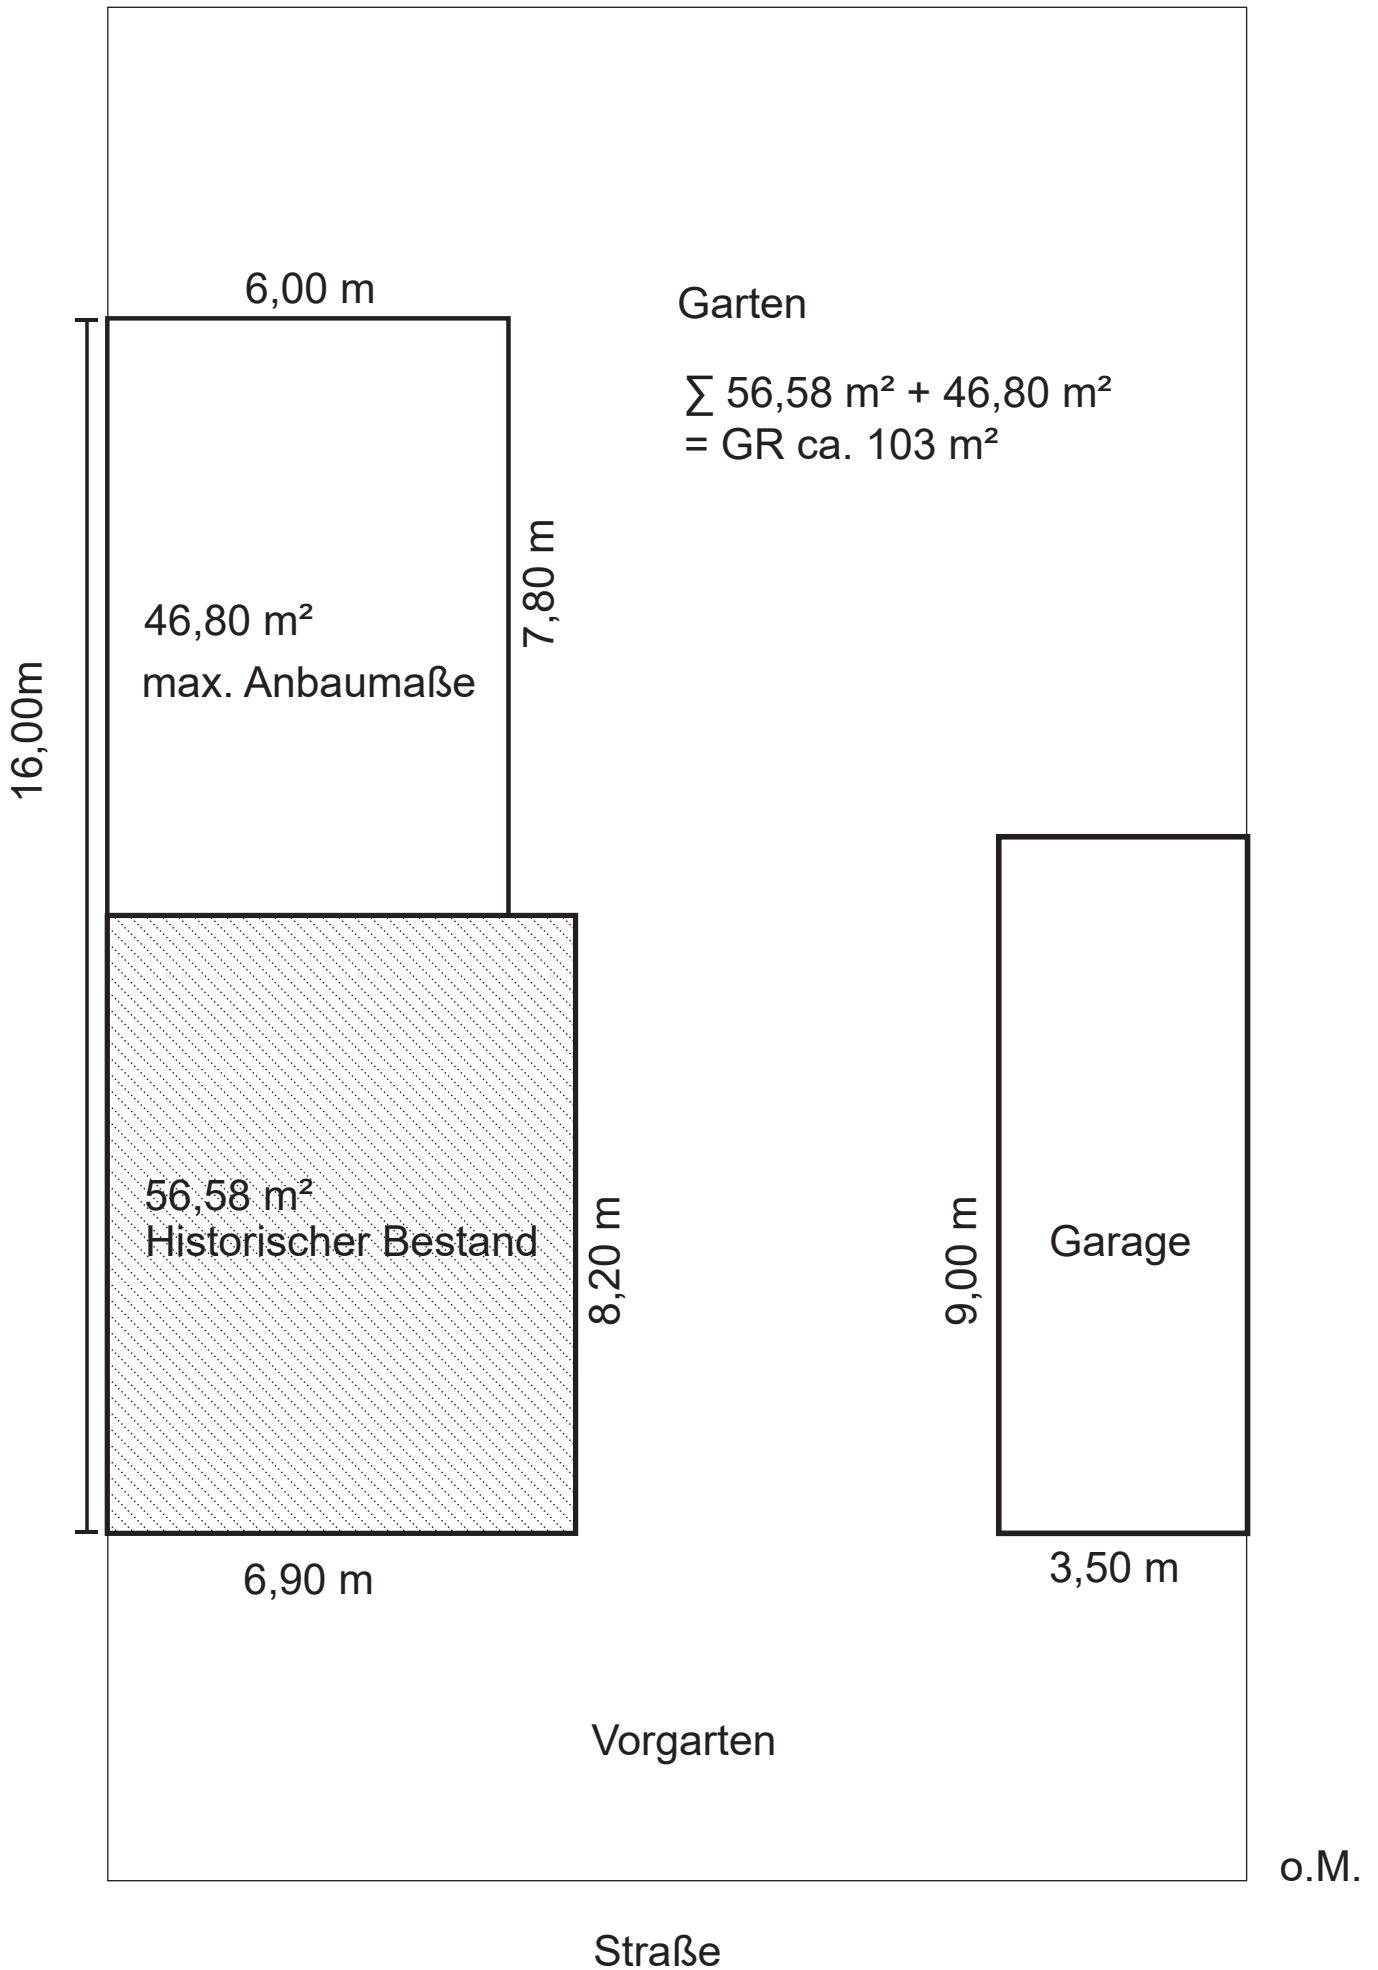 6,00 m
Garten
∑ 56,58 m² + 46,80 m²
= GR ca. 103 m²
7,80 m
46,80 m²
max. Anbaumaße
16,00m
56,58 m²
Historischer Bestand
8,20 m
9,00 m
Garage
6,90 m
3,50 m
Vorgarten
o.M.
Straße